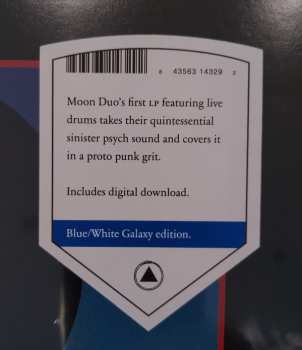 8 43563 14329 2
Moon Duo's first LP featuring live
drums takes their quintessential
sinister psych sound and covers it
in a proto punk grit.
Includes digital download.
Blue/White Galaxy edition.